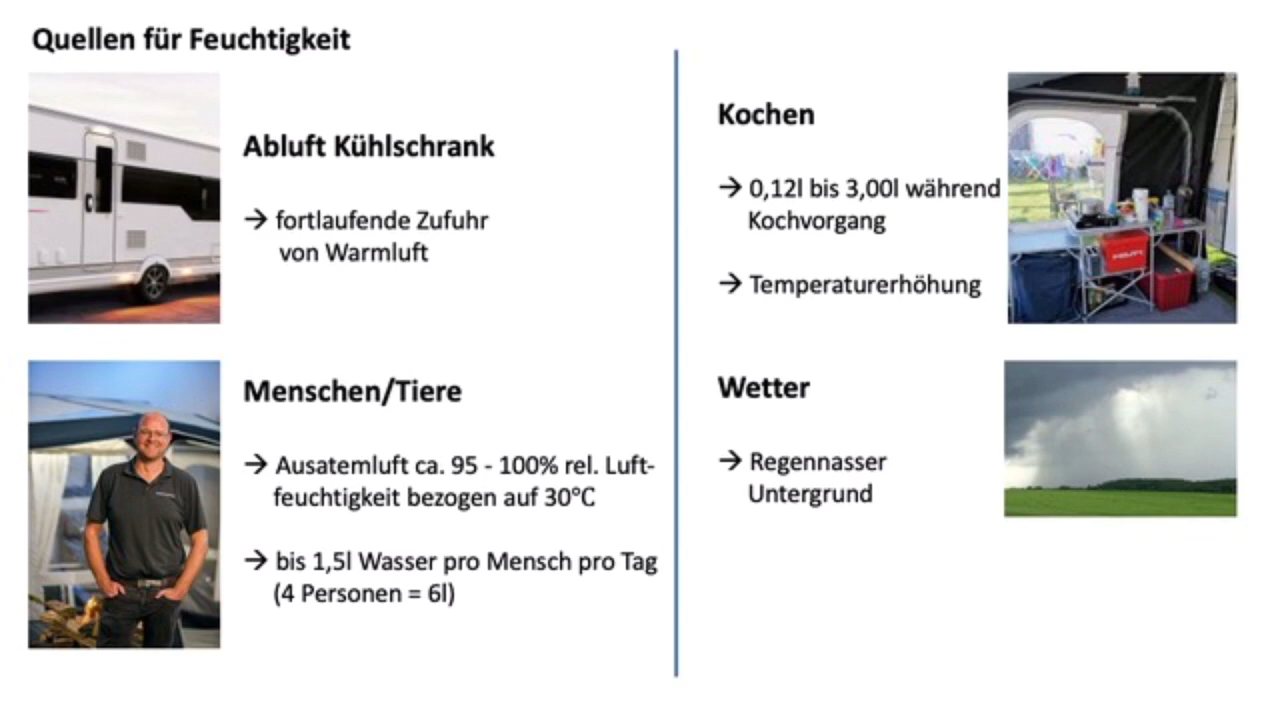 Quellen für Feuchtigkeit
Abluft Kühlschrank
→ fortlaufende Zufuhr
von Warmluft
Menschen/Tiere
→ Ausatemluft ca. 95 - 100% rel. Luft-
feuchtigkeit bezogen auf 30°C
→ bis 1,5l Wasser pro Mensch pro Tag
(4 Personen = 6l)
Kochen
→ 0,12l bis 3,00l während
Kochvorgang
→ Temperaturerhöhung
Wetter
→ Regennasser
Untergrund